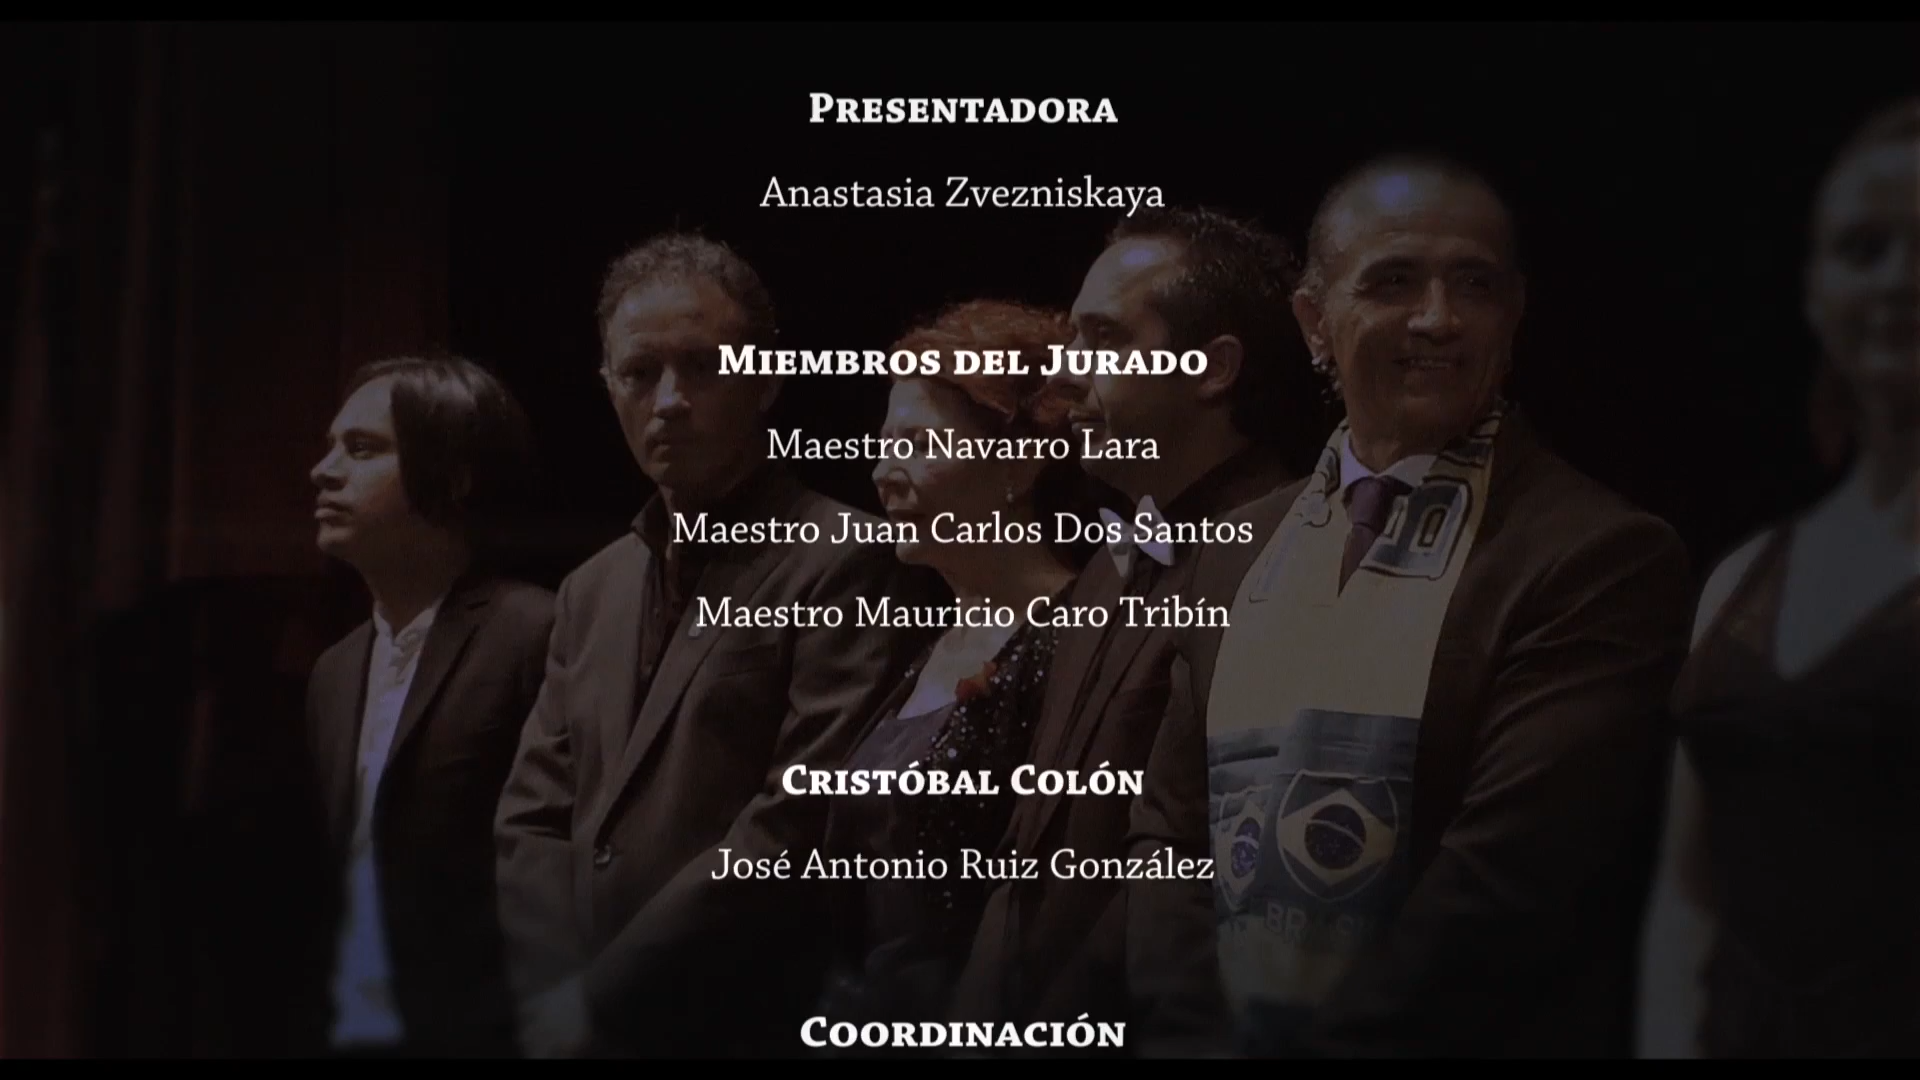 PRESENTADORA
Anastasia Zvezniskaya
MIEMBROS DEL JURADO
Maestro Navarro Lara
Maestro Juan Carlos Dos Santos
Maestro Mauricio Caro Tribín
CRISTÓBAL COLÓN
José Antonio Ruiz González
COORDINACIÓN